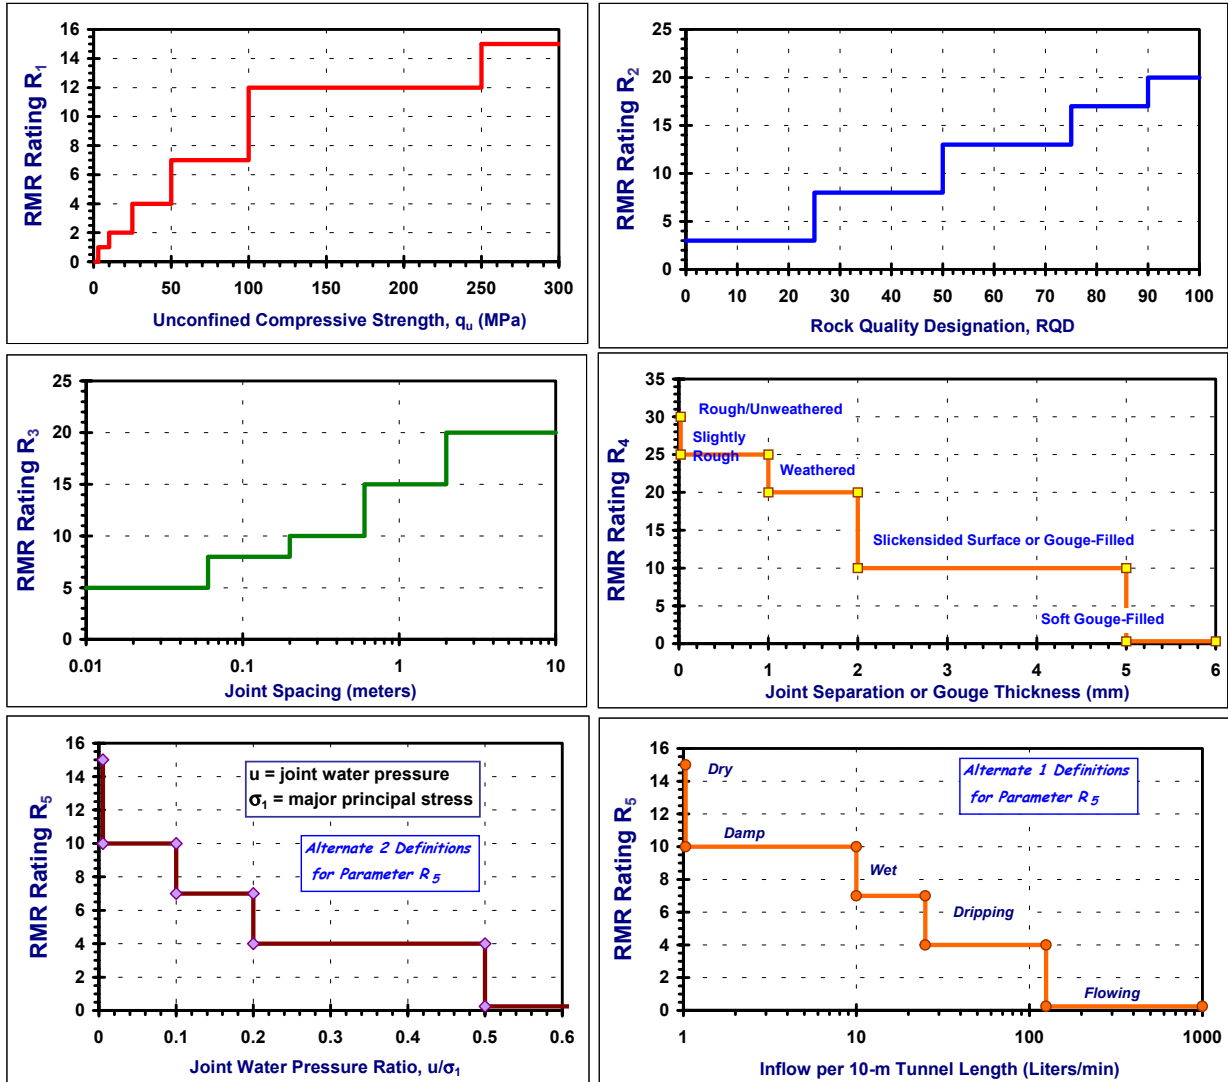 16
14
12
10
8
6
4
2
0
RMR Rating R1
0 50 100 150 200 250 300
Unconfined Compressive Strength, qu (MPa)
25
20
15
10
5
0
RMR Rating R2
0 10 20 30 40 50 60 70 80 90 100
Rock Quality Designation, RQD
25
20
15
10
5
0
RMR Rating R3
0.01 0.1 1 10
Joint Spacing (meters)
35
30
25
20
15
10
5
0
RMR Rating R4
Rough/Unweathered
Slightly
Rough
Weathered
Slickensided Surface or Gouge-Filled
Soft Gouge-Filled
0 1 2 3 4 5 6
Joint Separation or Gouge Thickness (mm)
16
14
12
10
8
6
4
2
0
RMR Rating R5
u = joint water pressure
σ1 = major principal stress
Alternate 2 Definitions
for Parameter R5
0 0.1 0.2 0.3 0.4 0.5 0.6
Joint Water Pressure Ratio, u/σ1
16
14
12
10
8
6
4
2
0
RMR Rating R5
Alternate 1 Definitions
for Parameter R5
Dry
Damp
Wet
Dripping
Flowing
1 10 100 1000
Inflow per 10-m Tunnel Length (Liters/min)